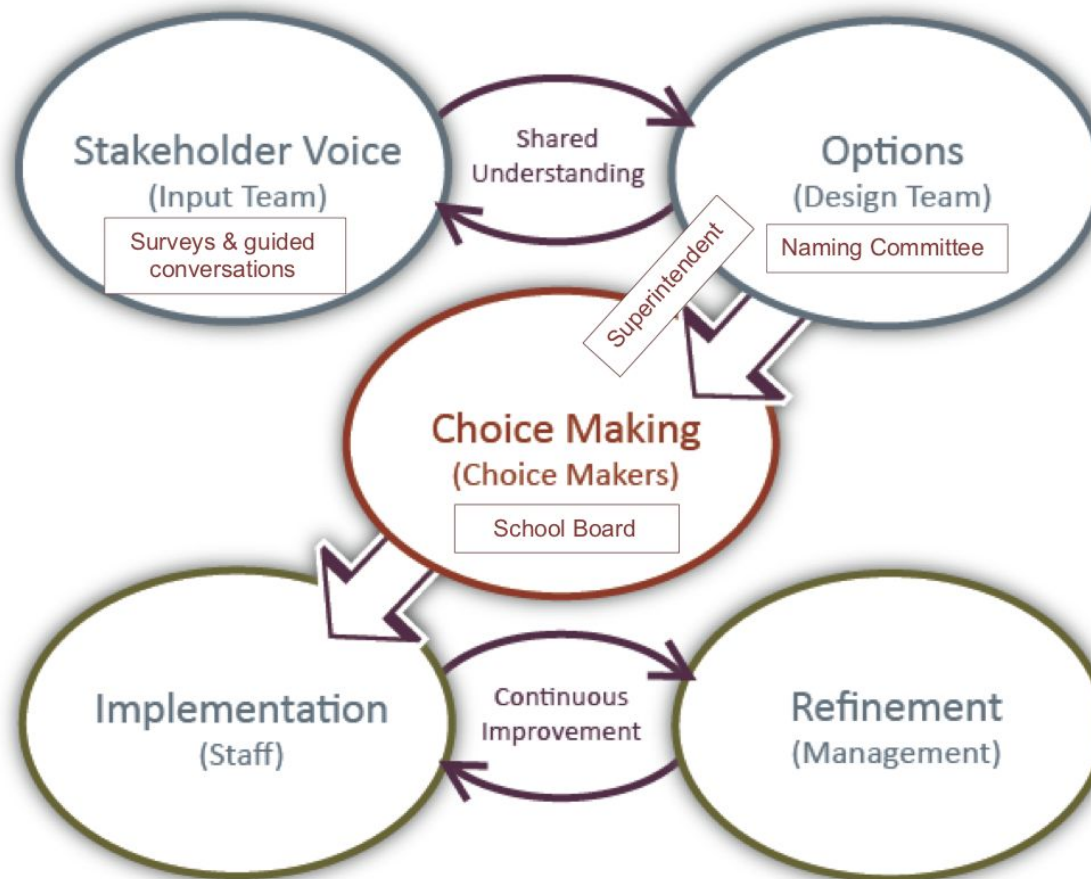 Stakeholder Voice
(Input Team)
Surveys & guided
conversations
Shared
Understanding
Options
(Design Team)
Naming Committee
Superintendent
Choice Making
(Choice Makers)
School Board
Implementation
(Staff)
Continuous
Improvement
Refinement
(Management)